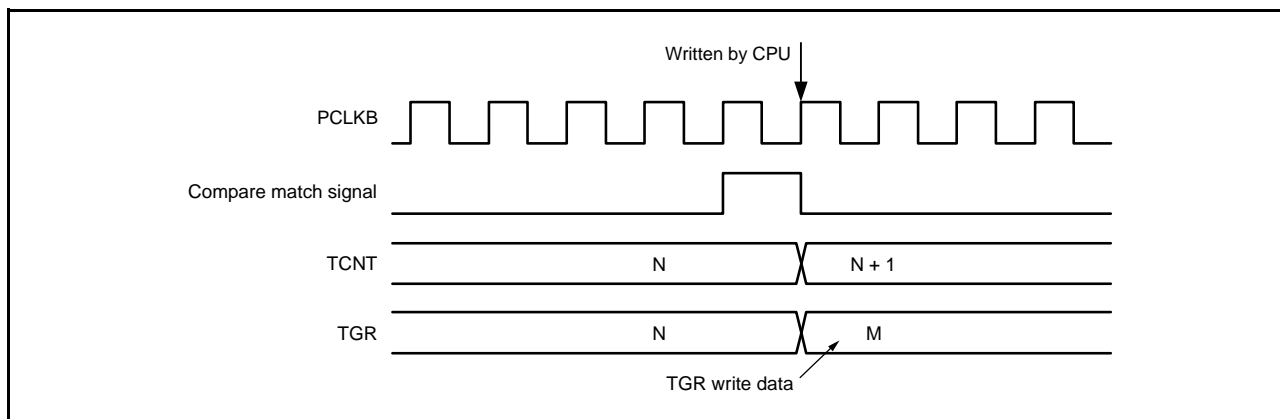 Written by CPU
PCLKB
Compare match signal
TCNT
N
N + 1
TGR
N
M
TGR write data